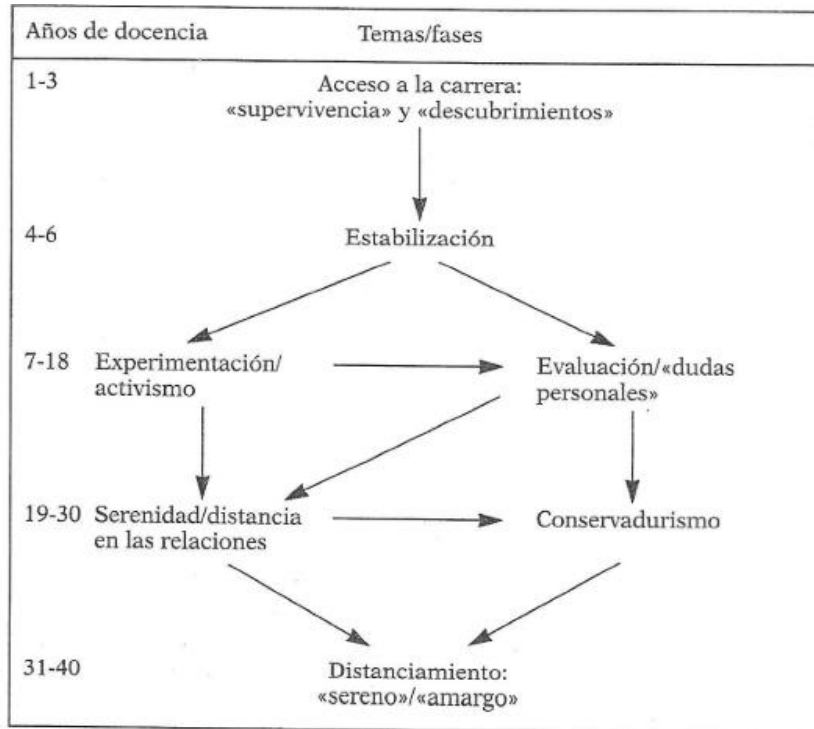 Años de docencia Temas/fases
1-3 Acceso a la carrera:
«supervivencia» y «descubrimientos»
4-6 Estabilización
7-18 Experimentación/ Evaluación/«dudas
activismo personales»
19-30 Serenidad/distancia Conservadurismo
en las relaciones
31-40 Distanciamiento:
«sereno»/«amargo»